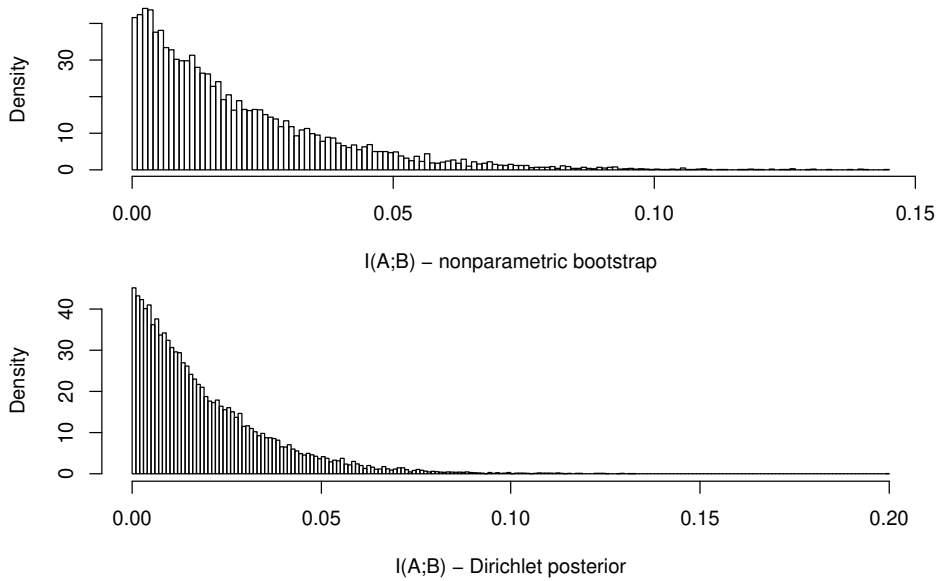 Density
30
10
0
0.00 0.05 0.10 0.15
I(A;B) − nonparametric bootstrap
Density
40
30
20
10
0
0.00 0.05 0.10 0.15 0.20
I(A;B) − Dirichlet posterior